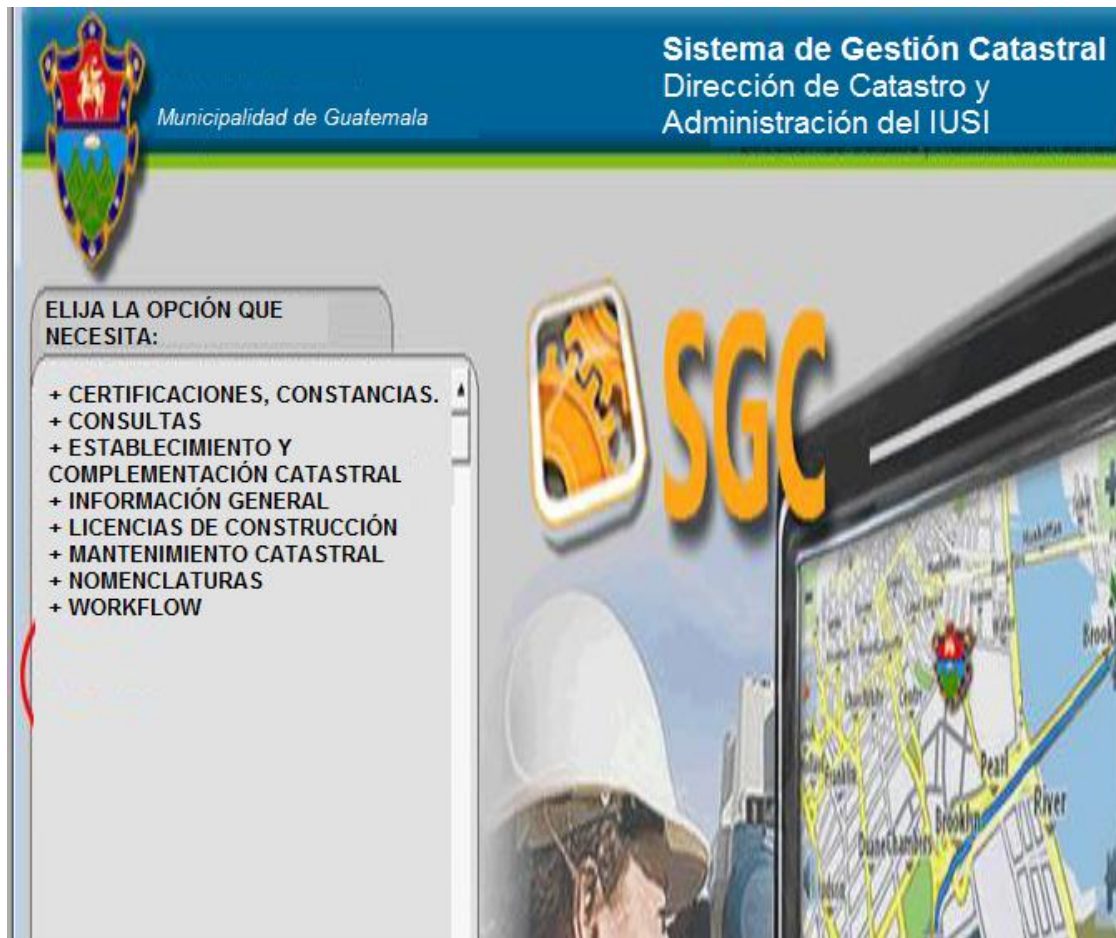 Sistema de Gestión Catastral
Dirección de Catastro y
Administración del IUSI
Municipalidad de Guatemala
ELIJA LA OPCIÓN QUE
NECESITA:
+ CERTIFICACIONES, CONSTANCIAS.
+ CONSULTAS
+ ESTABLECIMIENTO Y
COMPLEMENTACIÓN CATASTRAL
+ INFORMACIÓN GENERAL
+ LICENCIAS DE CONSTRUCCIÓN
+ MANTENIMIENTO CATASTRAL
+ NOMENCLATURAS
+ WORKFLOW
SGC
Manhattan
Pearl
River
Brooklyn